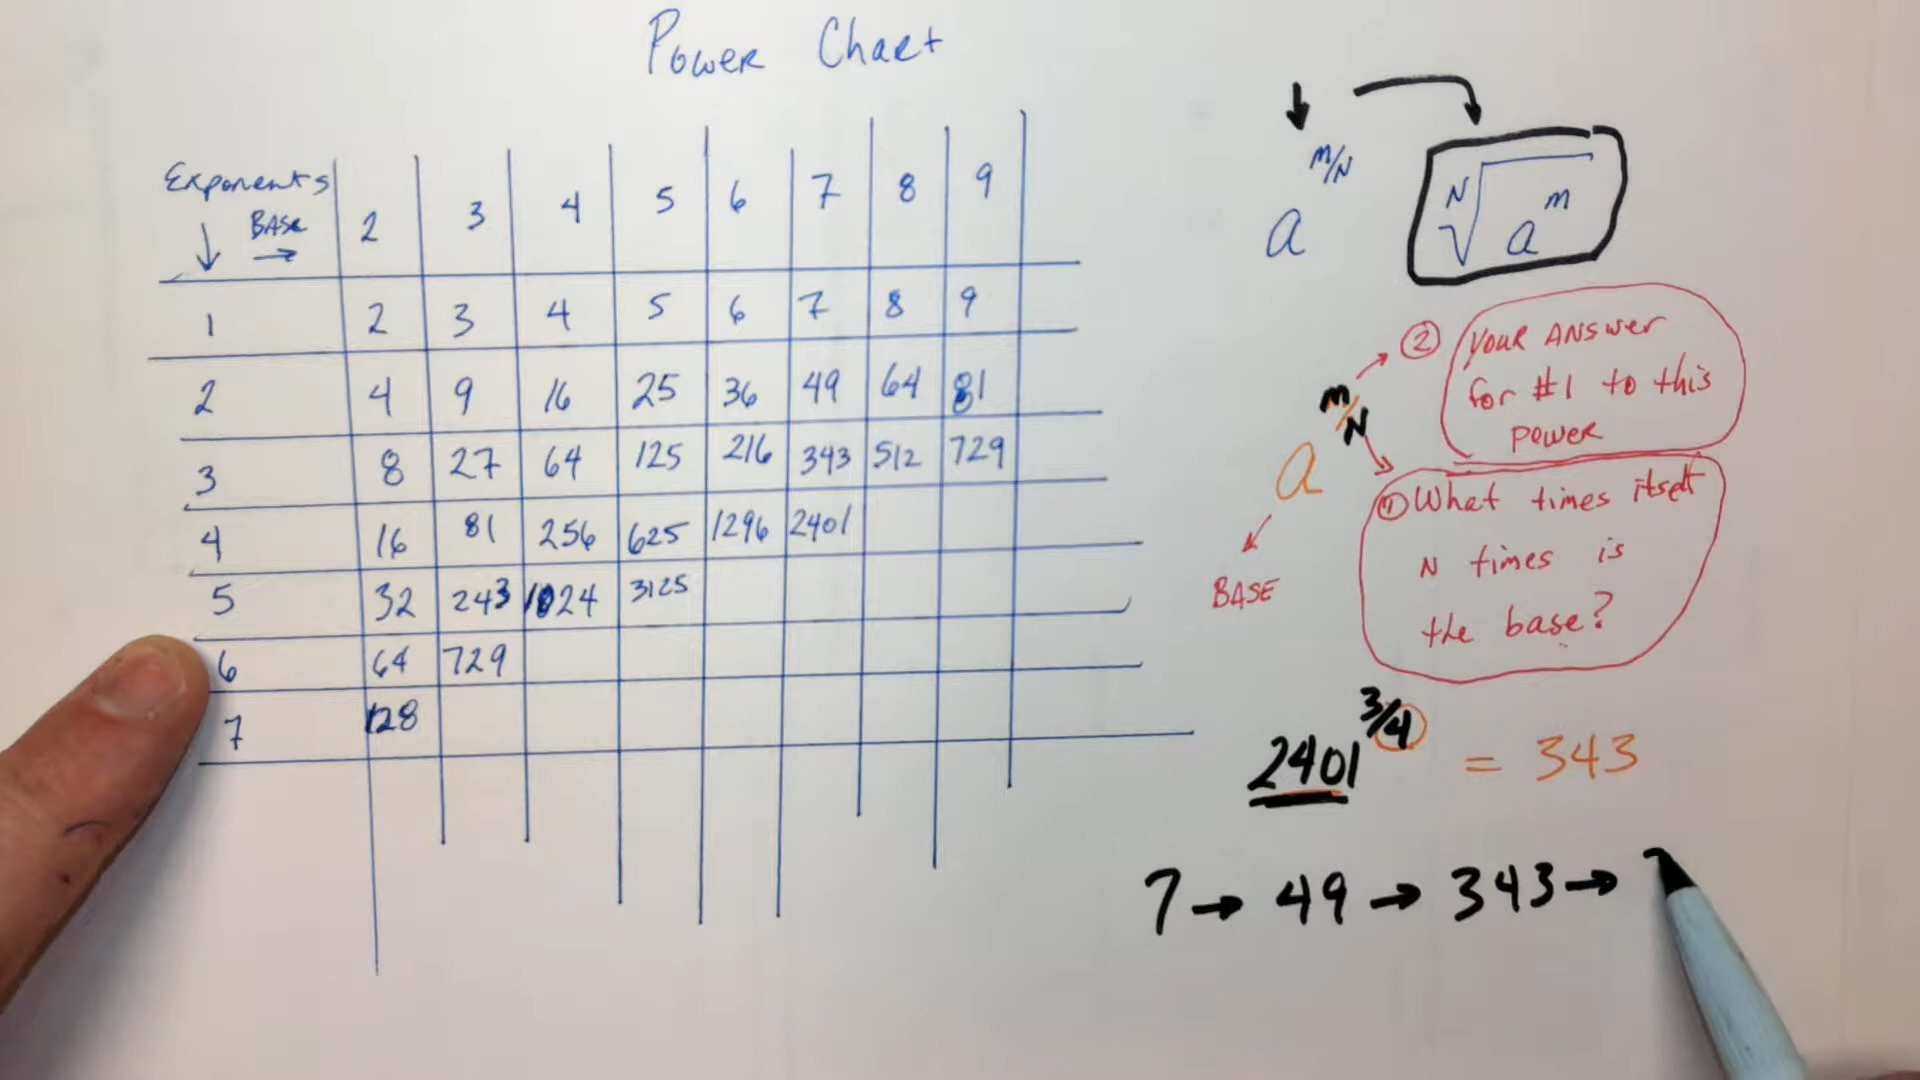 Power Chart
Exponents
BASE →
2 3 4 5 6 7 8 9
1 2 3 4 5 6 7 8 9
2 4 9 16 25 36 49 64 81
3 8 27 64 125 216 343 512 729
4 16 81 256 625 1296 2401
5 32 243 1024 3125
6 64 729
7 128
a m/N
N√a m
② YOUR ANSWER
for #1 to this
power
a m/N
BASE
① What times itself
N times is
the base?
2401 3/4 = 343
7 → 49 → 343 →